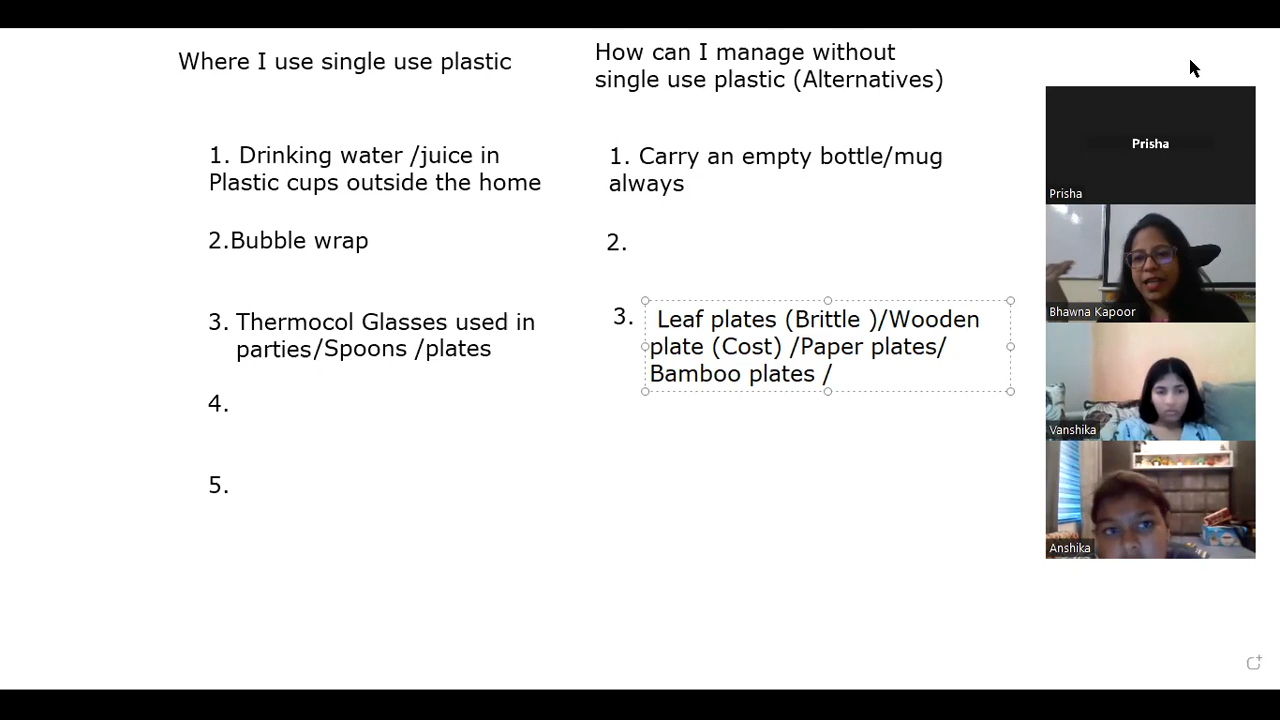 Where I use single use plastic
How can I manage without
single use plastic (Alternatives)
1. Drinking water /juice in
Plastic cups outside the home
1. Carry an empty bottle/mug
always
2.Bubble wrap
2.
3. Thermocol Glasses used in
parties/Spoons /plates
3. Leaf plates (Brittle )/Wooden
plate (Cost) /Paper plates/
Bamboo plates /
4.
5.
Prisha
Prisha
Bhawna Kapoor
Vanshika
Anshika